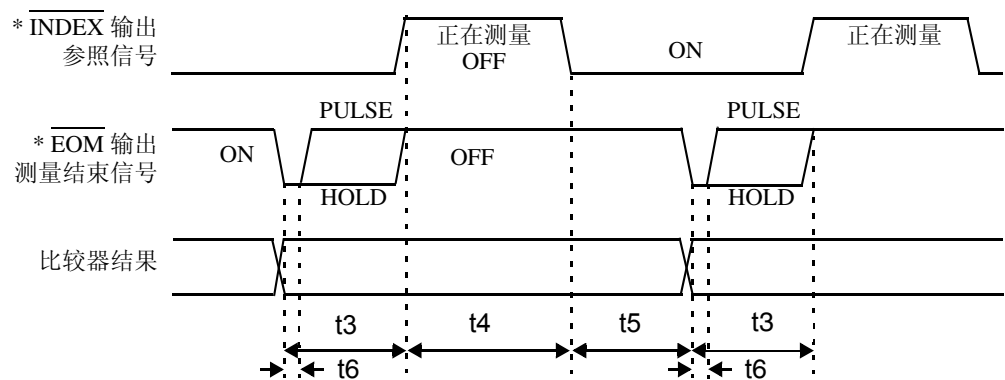 * INDEX 输出
参照信号
正在测量
OFF
ON
正在测量
* EOM 输出
测量结束信号
ON
PULSE
HOLD
OFF
PULSE
HOLD
比较器结果
t3
t4
t5
t3
t6
t6